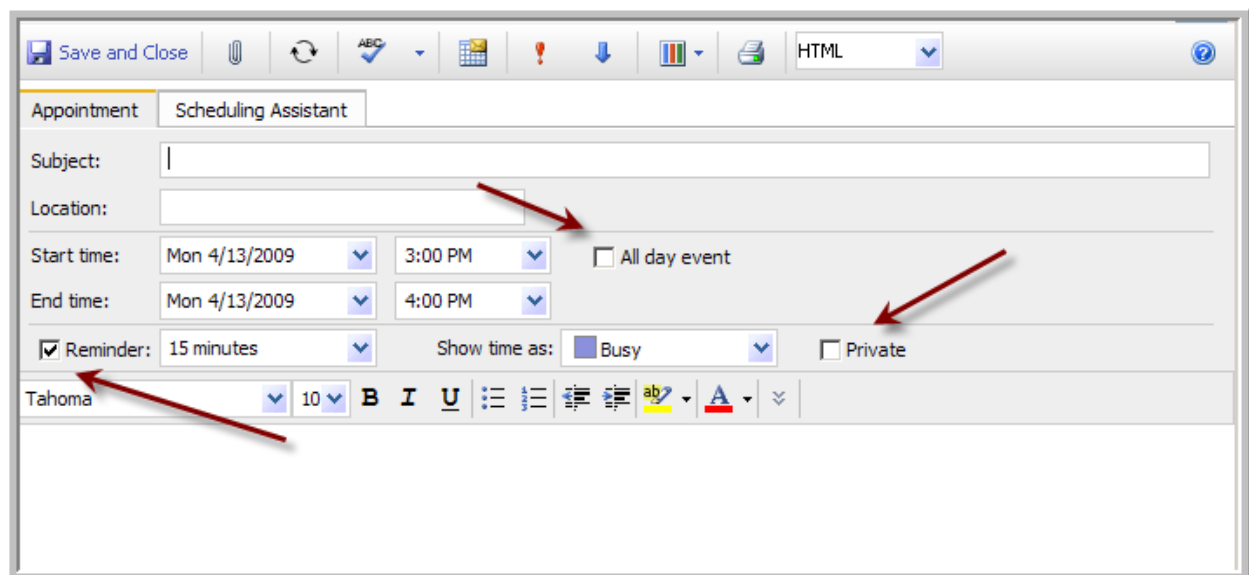 Save and Close ABC HTML
Appointment Scheduling Assistant
Subject:
Location:
Start time: Mon 4/13/2009 3:00 PM All day event
End time: Mon 4/13/2009 4:00 PM
Reminder: 15 minutes Show time as: Busy Private
Tahoma 10 B I U ab A